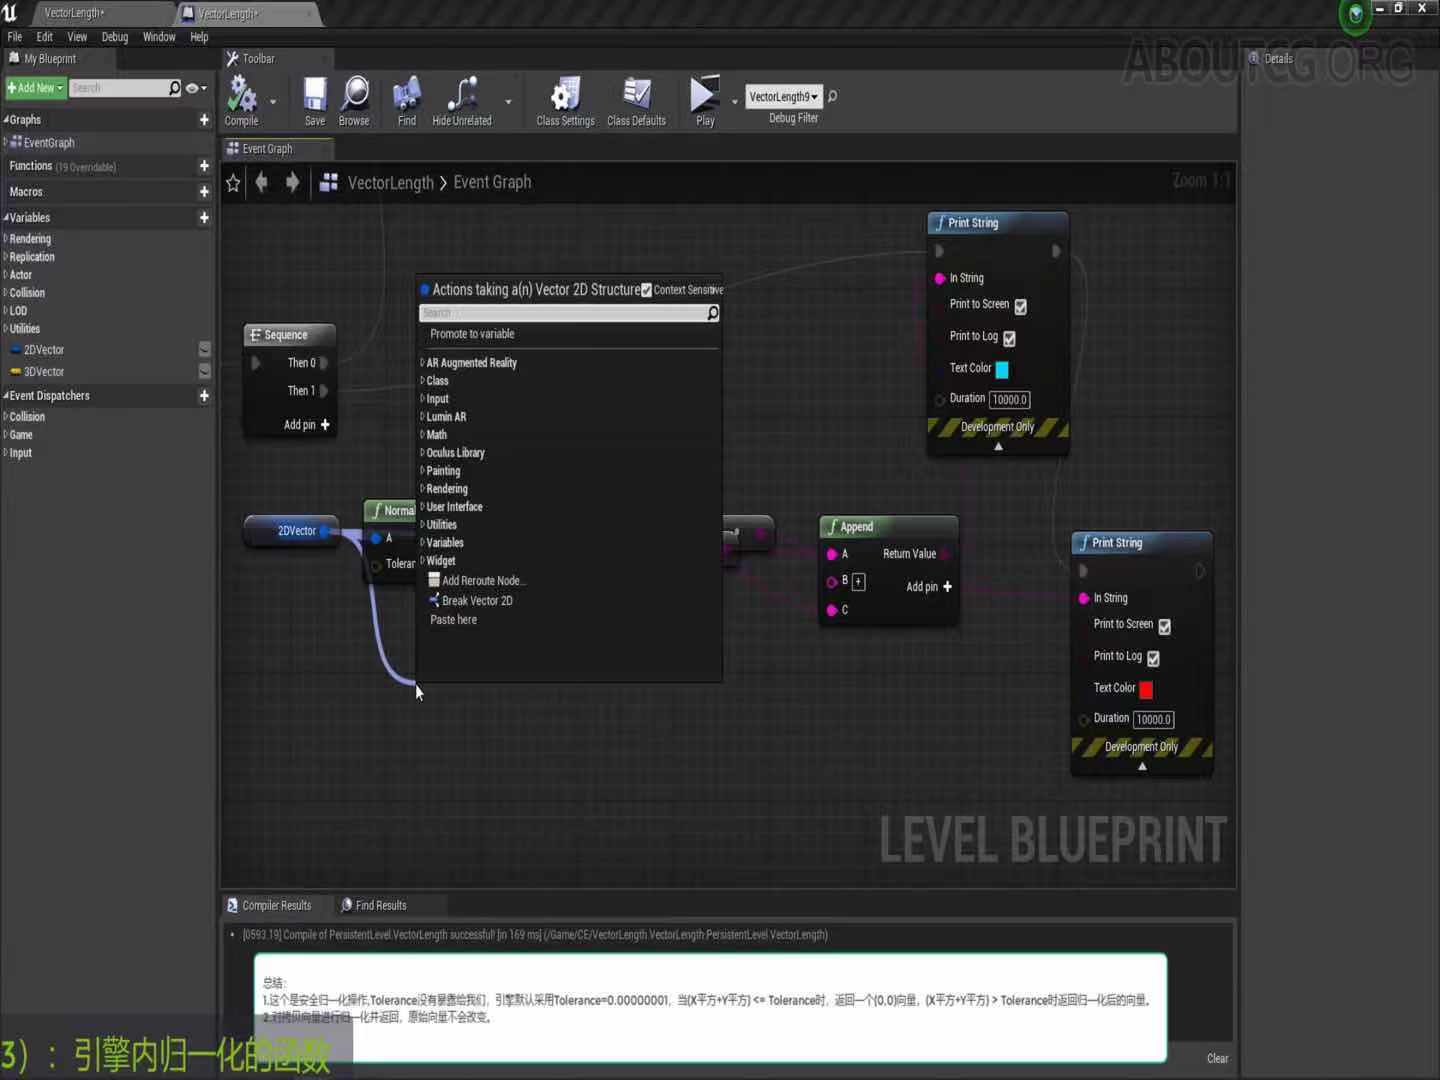 VectorLength*
VectorLength*
File Edit View Debug Window Help
My Blueprint
Add New
Search
Graphs
EventGraph
Functions (19 Overridable)
Macros
Variables
Rendering
Replication
Actor
Collision
LOD
Utilities
2DVector
3DVector
Event Dispatchers
Collision
Game
Input
Toolbar
Compile
Save
Browse
Find
Hide Unrelated
Class Settings
Class Defaults
Play
VectorLength9
Debug Filter
Details
ABOUTCG.ORG
Event Graph
VectorLength > Event Graph
Zoom 1:1
Sequence
Then 0
Then 1
Add pin +
2DVector
Norma
A
Toleran
Actions taking a(n) Vector 2D Structure
Context Sensitive
Search
Promote to variable
AR Augmented Reality
Class
Input
Lumin AR
Math
Oculus Library
Painting
Rendering
User Interface
Utilities
Variables
Widget
Add Reroute Node...
Break Vector 2D
Paste here
Append
A Return Value
B +
Add pin +
C
Print String
In String
Print to Screen
Print to Log
Text Color
Duration 10000.0
Development Only
Print String
In String
Print to Screen
Print to Log
Text Color
Duration 10000.0
Development Only
LEVEL BLUEPRINT
Compiler Results
Find Results
[0593.19] Compile of PersistentLevel.VectorLength successful! [in 169 ms] (/Game/CE/VectorLength.VectorLength:PersistentLevel.VectorLength)
总结:
1.这个是安全归一化操作,Tolerance没有暴露给我们，引擎默认采用Tolerance=0.00000001，当(X平方+Y平方) <= Tolerance时，返回一个(0,0)向量，(X平方+Y平方) > Tolerance时返回归一化后的向量。
2.对拷贝向量进行归一化并返回，原始向量不会改变。
Clear
3）：引擎内归一化的函数